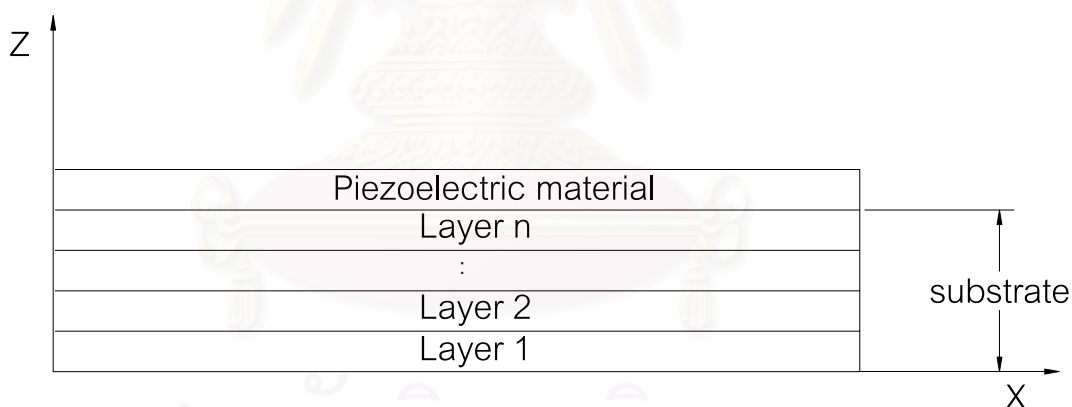 Z
Piezoelectric material
Layer n
:
substrate
Layer 2
Layer 1
X